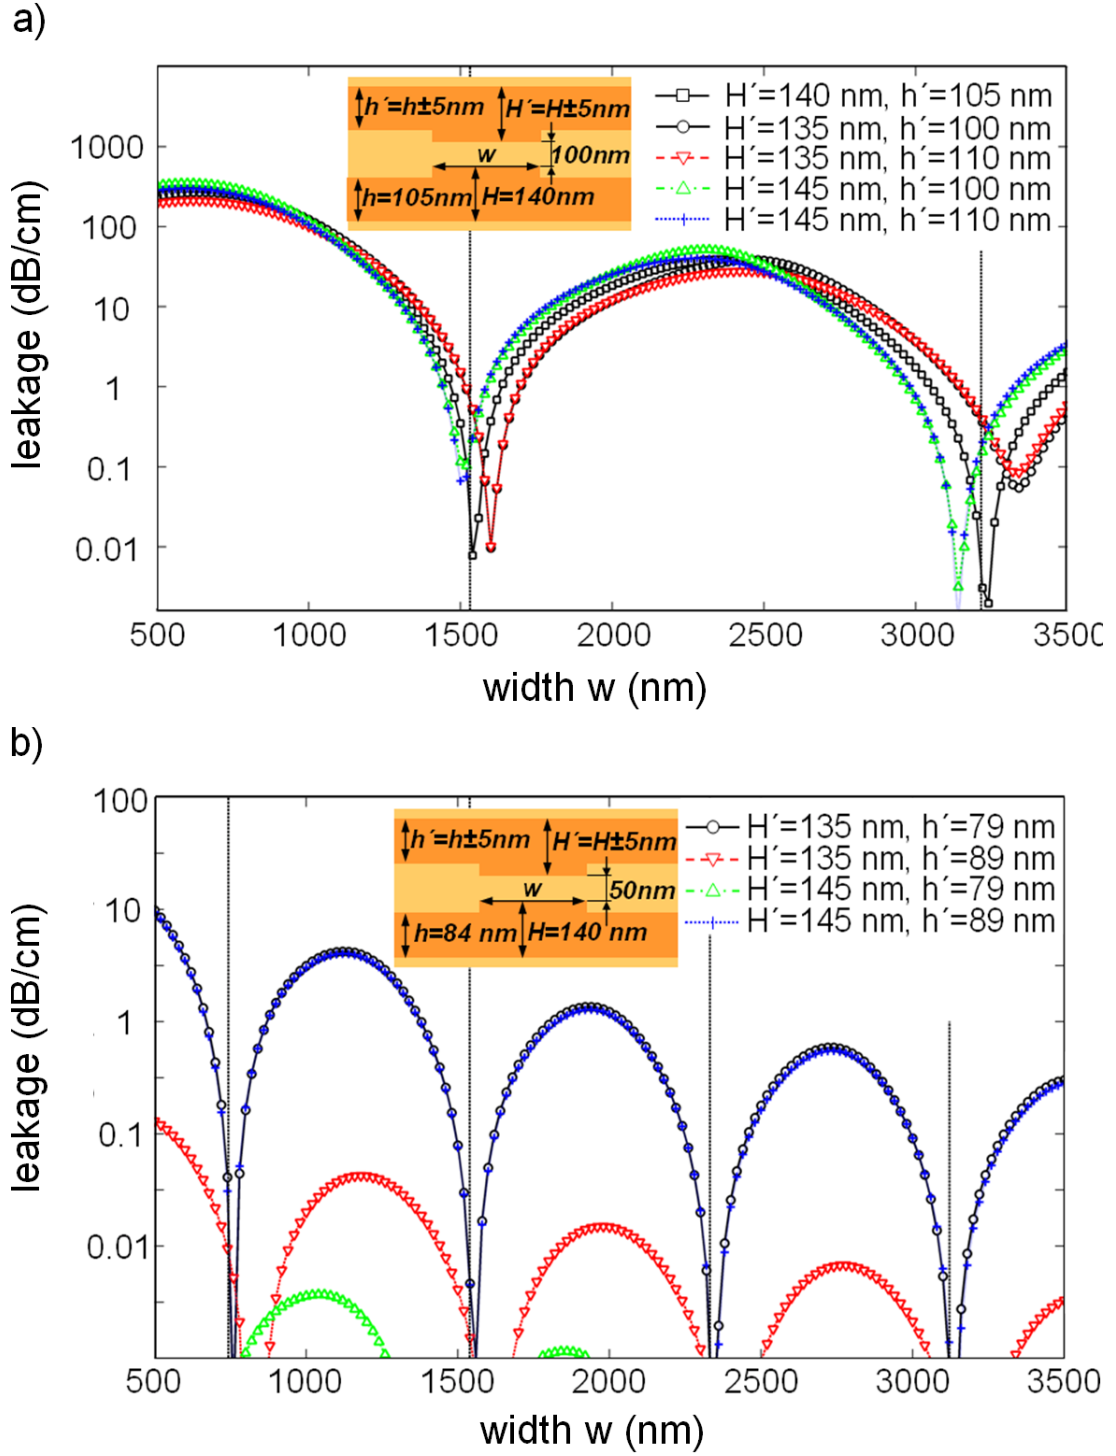 a)
h´=h±5nm
H´=H±5nm
w
100nm
h=105nm
H=140nm
H´=140 nm, h´=105 nm
H´=135 nm, h´=100 nm
H´=135 nm, h´=110 nm
H´=145 nm, h´=100 nm
H´=145 nm, h´=110 nm
1000
100
10
1
0.1
0.01
leakage (dB/cm)
500 1000 1500 2000 2500 3000 3500
width w (nm)
b)
h´=h±5nm
H´=H±5nm
w
50nm
h=84 nm
H=140 nm
H´=135 nm, h´=79 nm
H´=135 nm, h´=89 nm
H´=145 nm, h´=79 nm
H´=145 nm, h´=89 nm
100
10
1
0.1
0.01
leakage (dB/cm)
500 1000 1500 2000 2500 3000 3500
width w (nm)